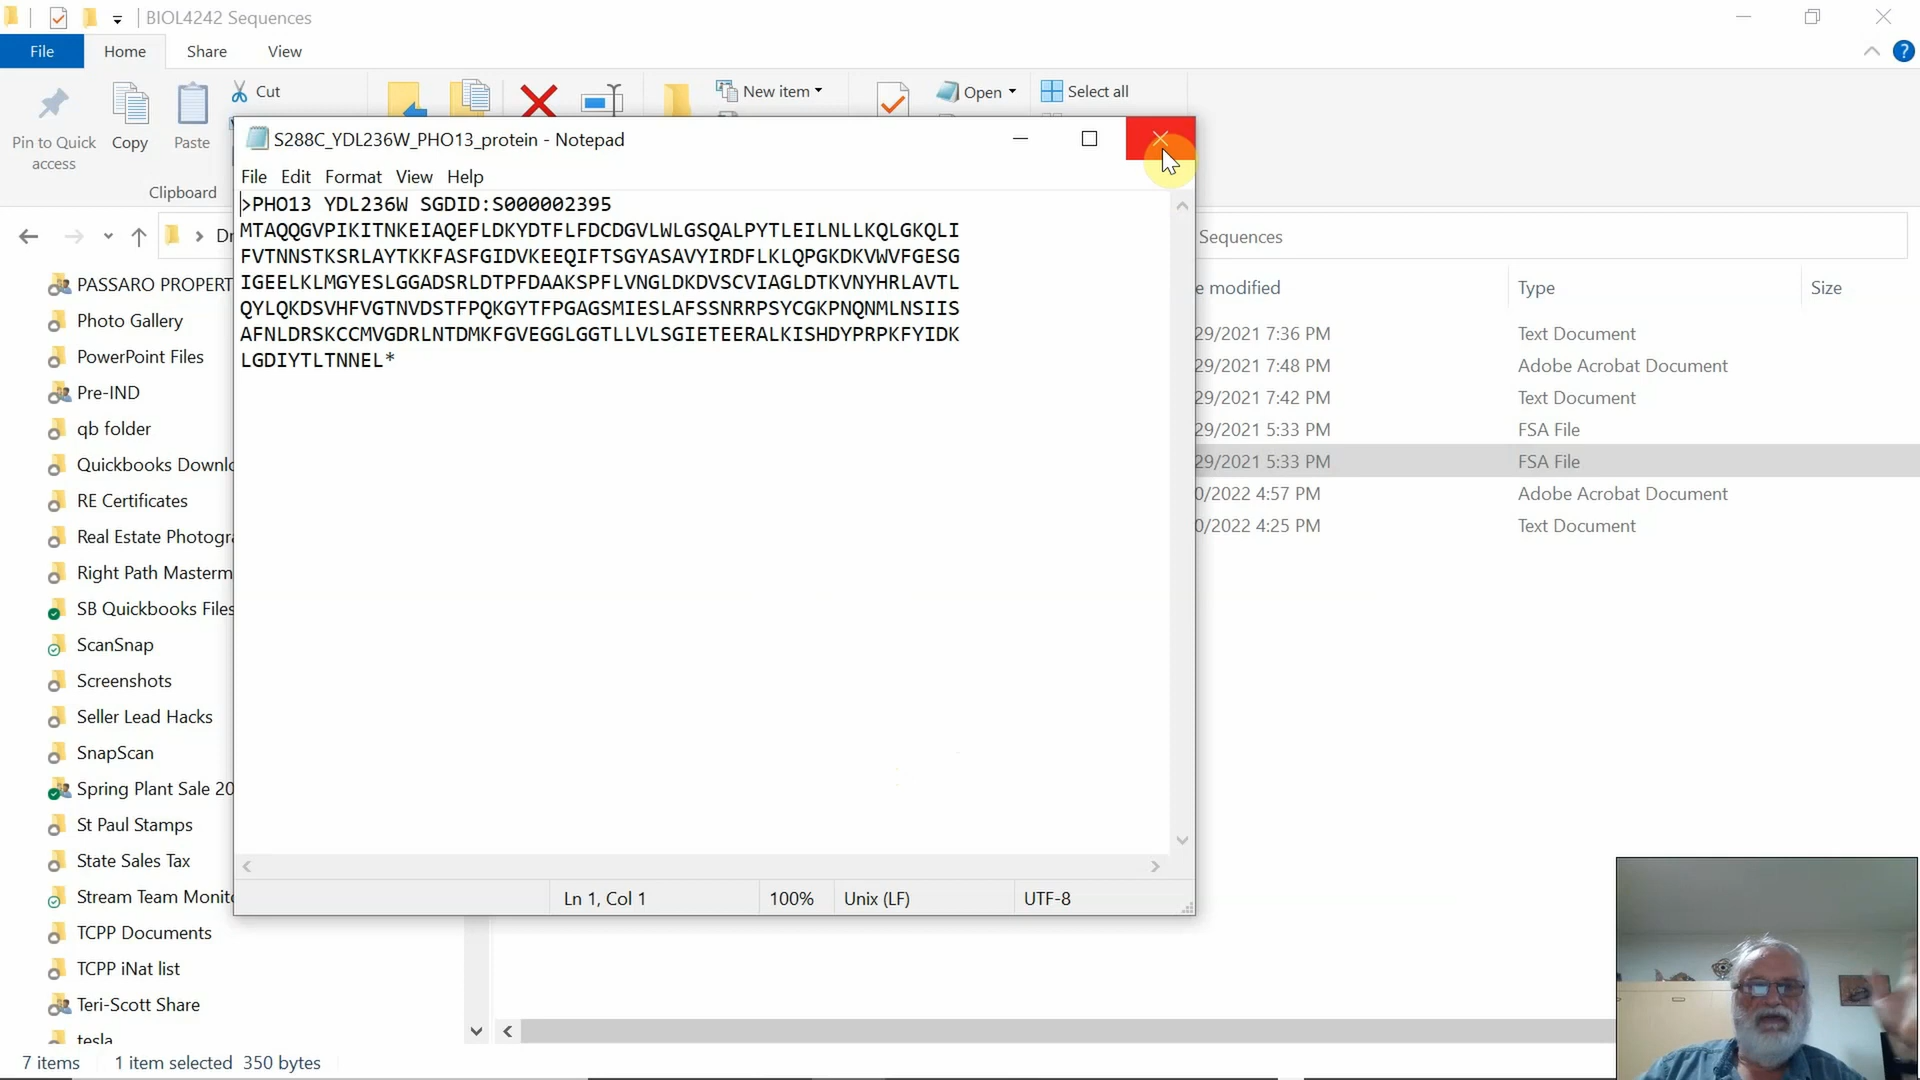 BIOL4242 Sequences
File
Home
Share
View
Pin to Quick
access
Copy
Paste
Cut
New item
Open
Select all
Clipboard
S288C_YDL236W_PHO13_protein - Notepad
File Edit Format View Help
>PHO13 YDL236W SGDID:S000002395
MTAQQGVPIKITNKEIAQEFLDKYDTFLFDCDGVLWLGSQALPYTLEILNLLKQLGKQLI
FVTNNSTKSRLAYTKKFASFGIDVKEEQIFTSGYASAVYIRDFLKLQPGKDKVWVFGESG
IGEELKLMGYESLGGADSRLDTPFDAAKSPFLVNGLDKDVSCVIAGLDTKVNYHRLAVTL
QYLQKDSVHFVGTNVDSTFPQKGYTFPGAGSMIESLAFSSNRRPSYCGKPNQNMLNSIIS
AFNLDRSKCCMVGDRLNTDMKFGVEGGLGGTLLVLSGIETEERALKISHDYPRPKFYIDK
LGDIYTLTNNEL*
Ln 1, Col 1
100%
Unix (LF)
UTF-8
Sequences
modified
Type
Size
29/2021 7:36 PM
Text Document
29/2021 7:48 PM
Adobe Acrobat Document
29/2021 7:42 PM
Text Document
29/2021 5:33 PM
FSA File
29/2021 5:33 PM
FSA File
0/2022 4:57 PM
Adobe Acrobat Document
0/2022 4:25 PM
Text Document
PASSARO PROPERT
Photo Gallery
PowerPoint Files
Pre-IND
qb folder
Quickbooks Downlo
RE Certificates
Real Estate Photogra
Right Path Masterm
SB Quickbooks Files
ScanSnap
Screenshots
Seller Lead Hacks
SnapScan
Spring Plant Sale 20
St Paul Stamps
State Sales Tax
Stream Team Monito
TCPP Documents
TCPP iNat list
Teri-Scott Share
tesla
7 items
1 item selected 350 bytes